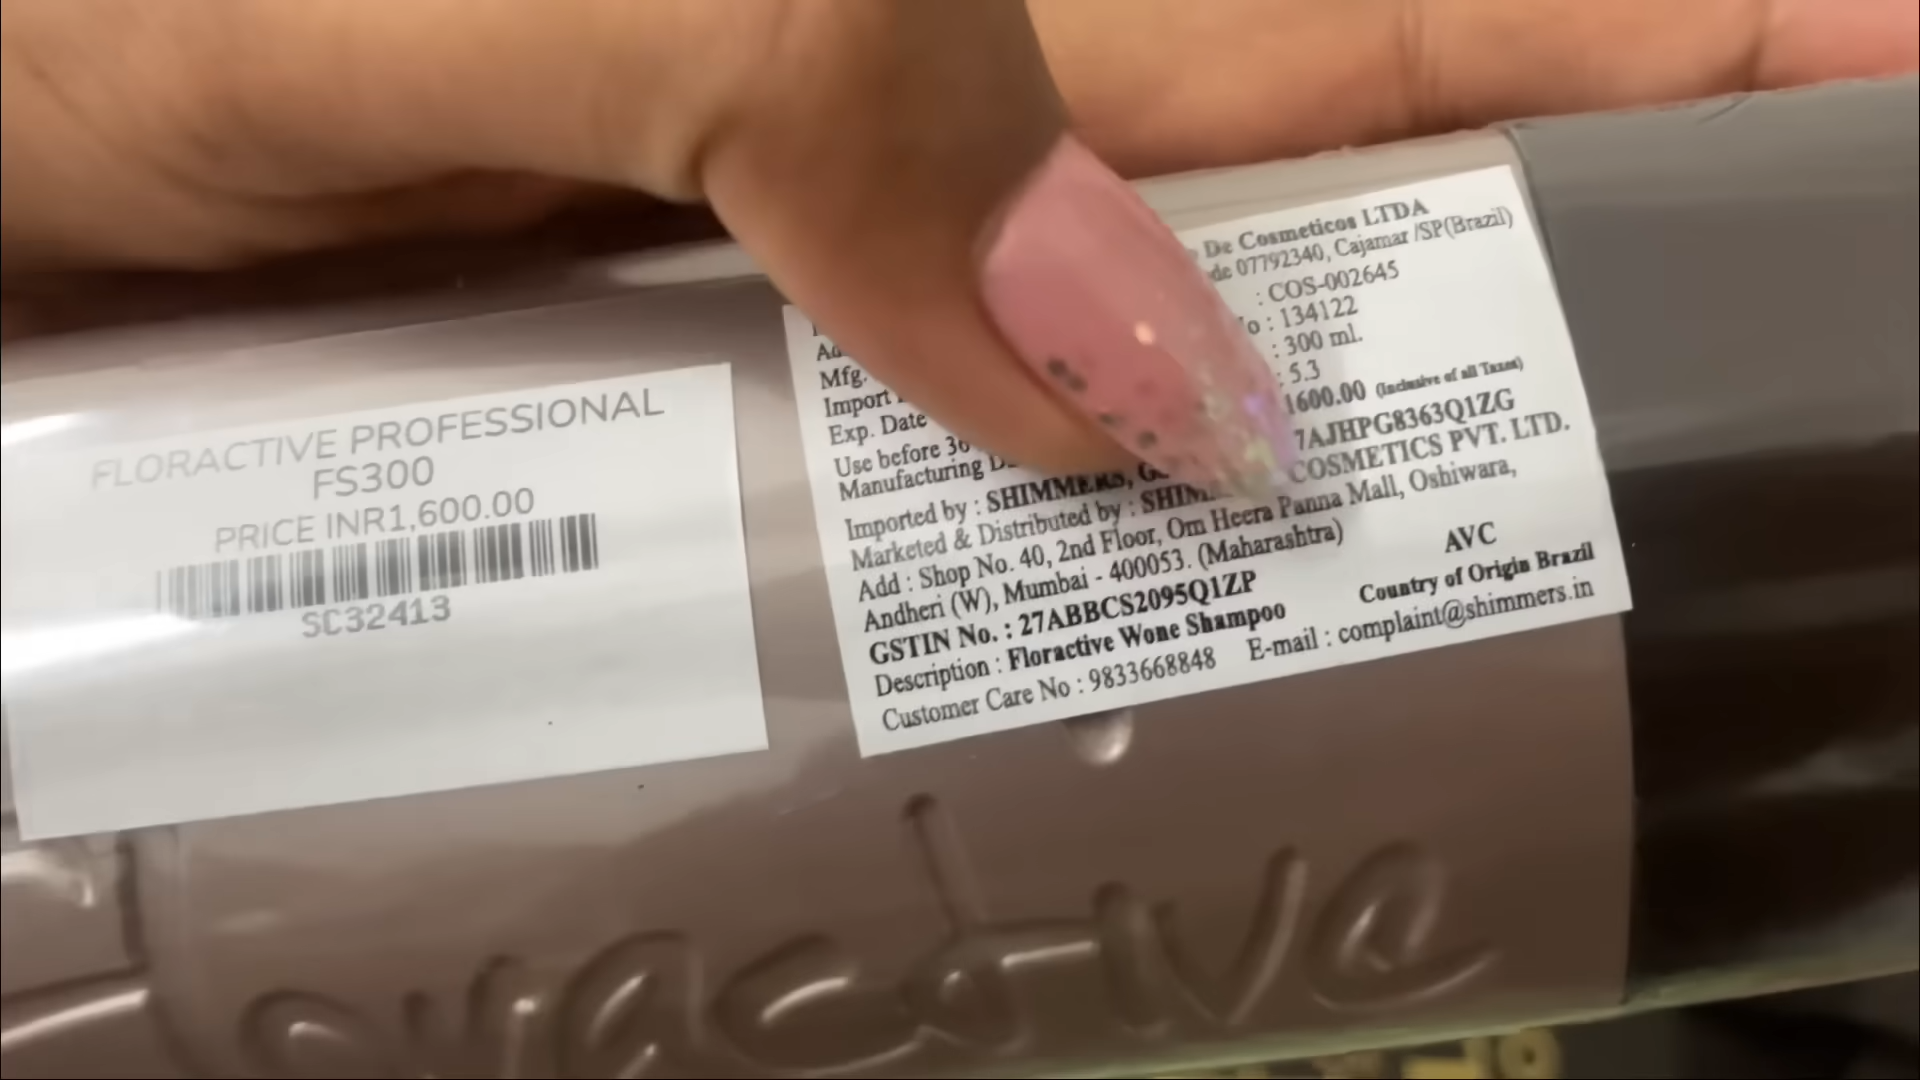 FLORACTIVE PROFESSIONAL
FS300
PRICE INR1,600.00
SC32413
De Cosmeticos LTDA
07792340, Cajamar /SP(Brazil)
: COS-002645
: 134122
: 300 ml.
: 5.3
1600.00 (Inclusive of all Taxes)
7AJHPG8363Q1ZG
Mfg.
Import
Exp. Date
Use before
Manufacturing
Imported by : SHIMMERS,
Marketed & Distributed by : COSMETICS PVT. LTD.
Add : Shop No. 40, 2nd Floor, Om Heera Panna Mall, Oshiwara,
Andheri (W), Mumbai - 400053. (Maharashtra)
GSTIN No. : 27ABBCS2095Q1ZP
AVC
Description : Floractive Wone Shampoo
Country of Origin Brazil
Customer Care No : 9833668848 E-mail : complaint@shimmers.in